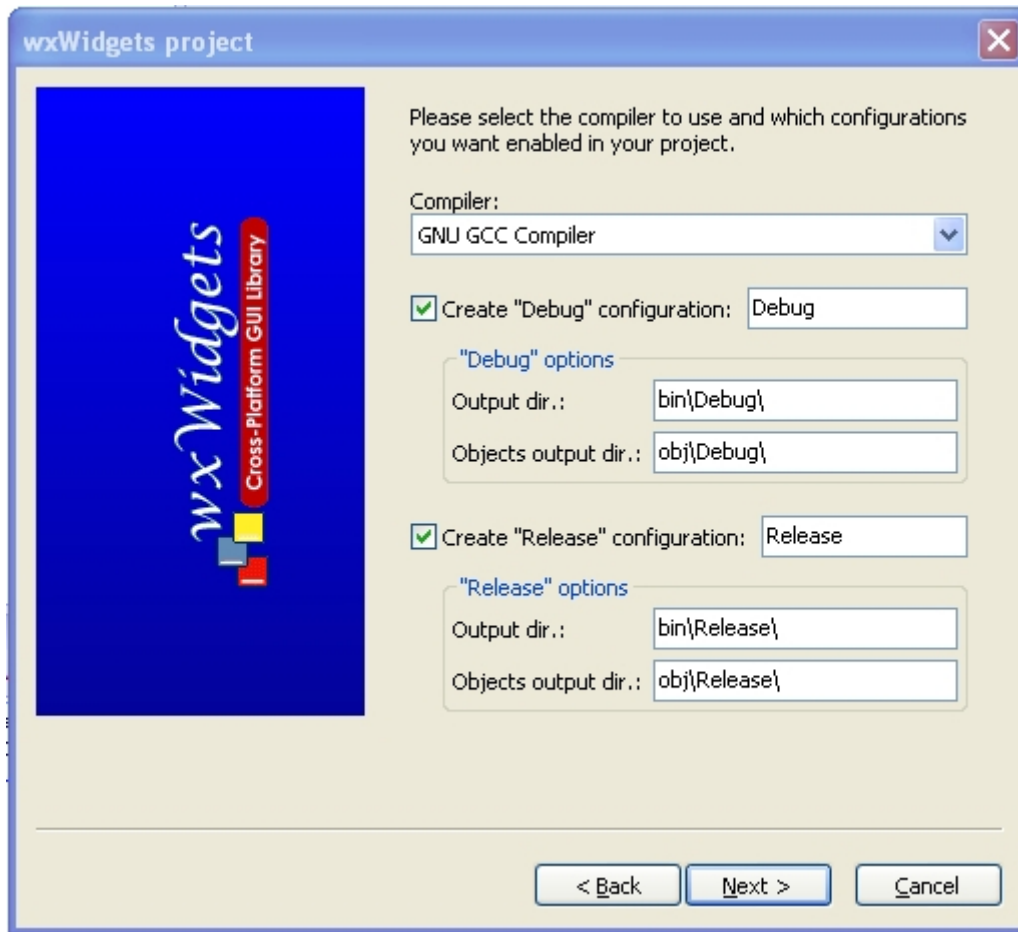 wxWidgets project
wxWidgets
Cross-Platform GUI Library
Please select the compiler to use and which configurations
you want enabled in your project.
Compiler:
GNU GCC Compiler
Create "Debug" configuration: Debug
"Debug" options
Output dir.: bin\Debug\
Objects output dir.: obj\Debug\
Create "Release" configuration: Release
"Release" options
Output dir.: bin\Release\
Objects output dir.: obj\Release\
< Back Next > Cancel